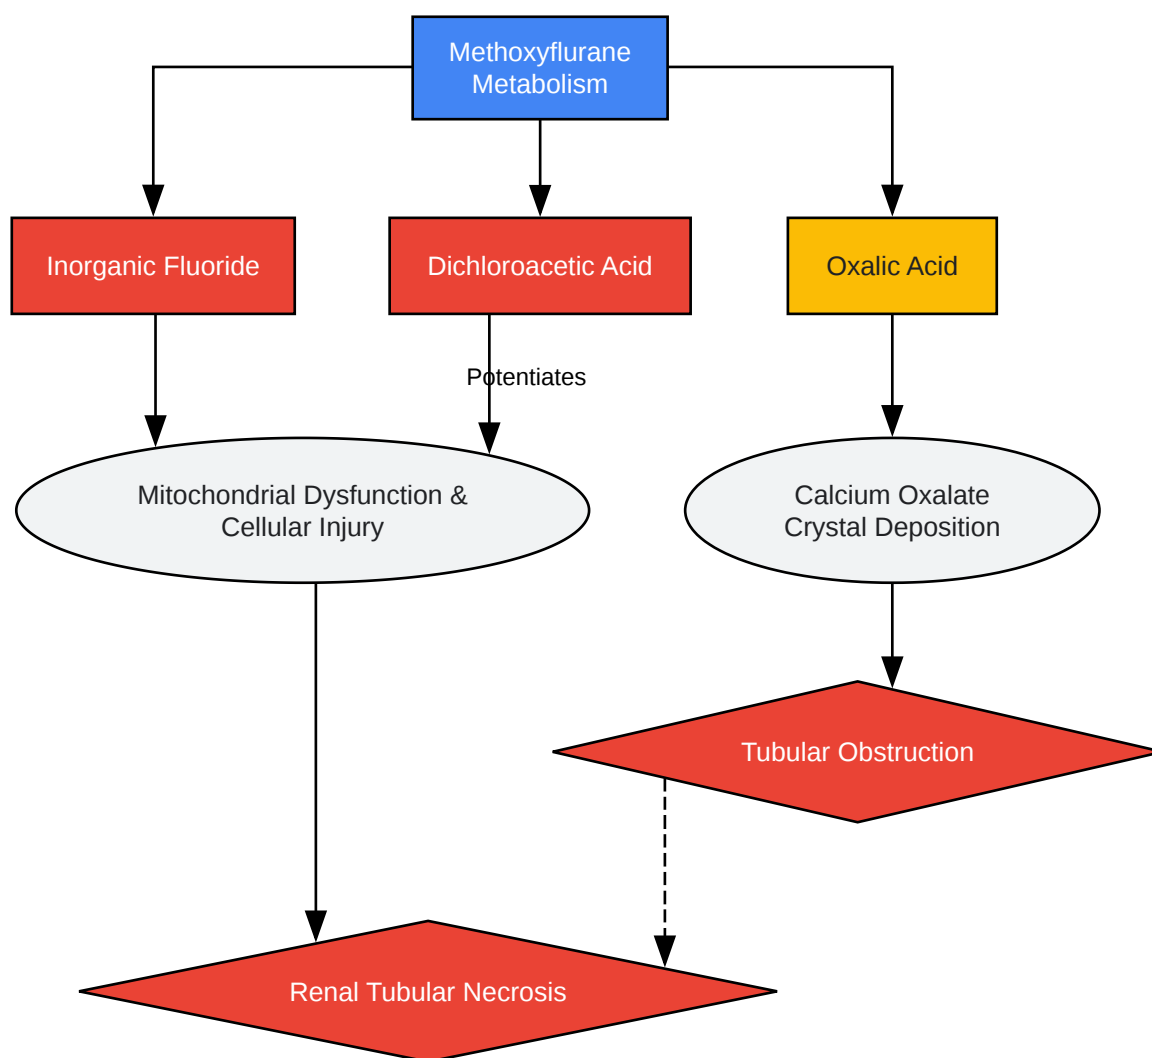 Methoxyflurane
Metabolism
Inorganic Fluoride
Dichloroacetic Acid
Oxalic Acid
Potentiates
Mitochondrial Dysfunction &
Cellular Injury
Calcium Oxalate
Crystal Deposition
Tubular Obstruction
Renal Tubular Necrosis